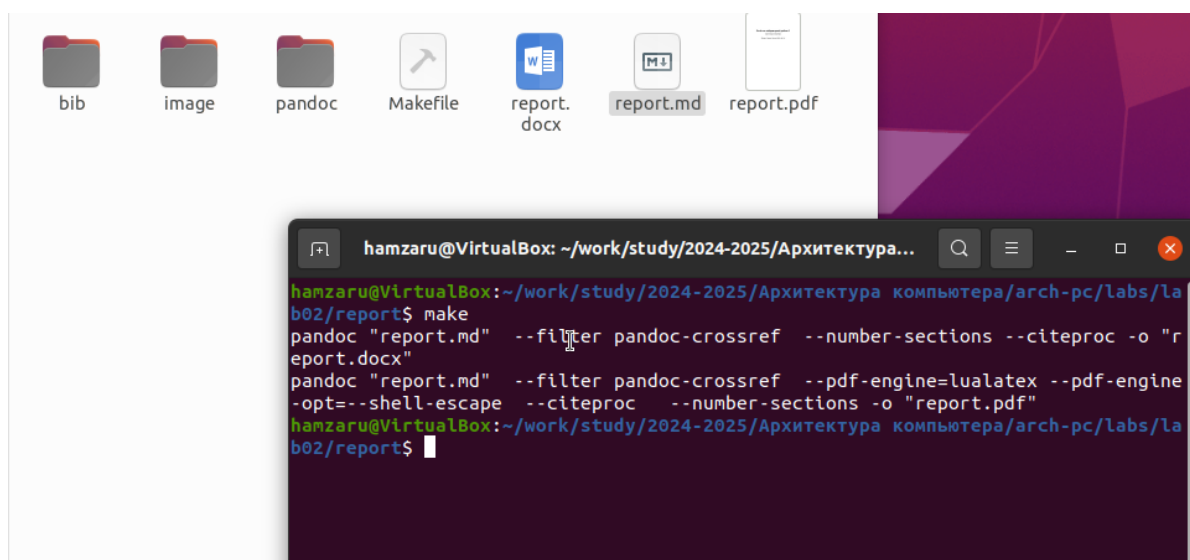 bib
image
pandoc
Makefile
report.
docx
report.md
report.pdf
hamzaru@VirtualBox: ~/work/study/2024-2025/Архитектура...
hamzaru@VirtualBox:~/work/study/2024-2025/Архитектура компьютера/arch-pc/labs/la
b02/report$ make
pandoc "report.md"  --filter pandoc-crossref  --number-sections --citeproc -o "r
eport.docx"
pandoc "report.md"  --filter pandoc-crossref  --pdf-engine=lualatex --pdf-engine
-opt=--shell-escape  --citeproc   --number-sections -o "report.pdf"
hamzaru@VirtualBox:~/work/study/2024-2025/Архитектура компьютера/arch-pc/labs/la
b02/report$